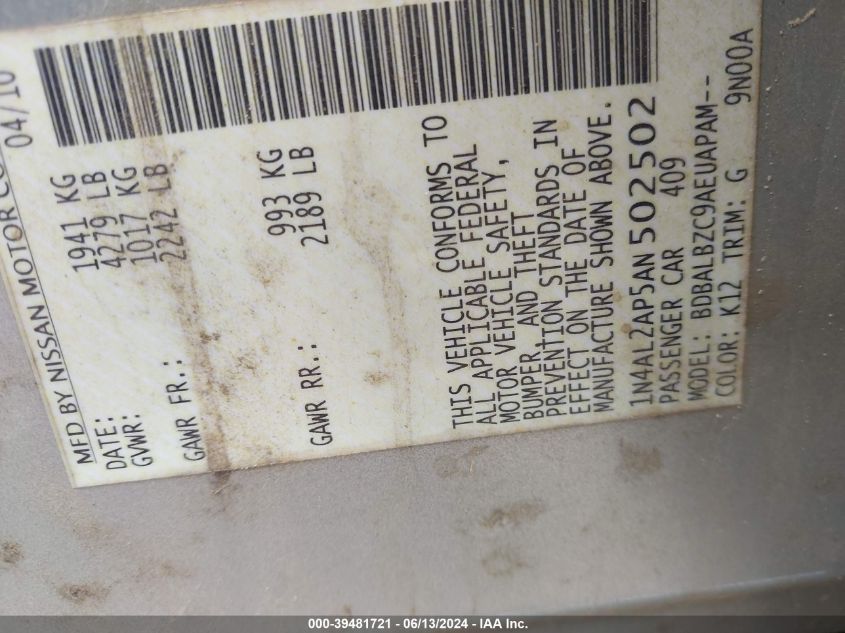 MFD BY NISSAN MOTOR CO
DATE: 04/10
GVWR: 1941 KG
4279 LB
GAWR FR.: 1017 KG
2242 LB
GAWR RR.: 993 KG
2189 LB
THIS VEHICLE CONFORMS TO
ALL APPLICABLE FEDERAL
MOTOR VEHICLE SAFETY,
BUMPER AND THEFT
PREVENTION STANDARDS IN
EFFECT ON THE DATE OF
MANUFACTURE SHOWN ABOVE.
1N4AL2AP5AN502502
PASSENGER CAR 409
MODEL: BDBALBZC9AEUAPAM--
COLOR: K12 TRIM: G 9N00A
000-39481721 - 06/13/2024 - IAA Inc.